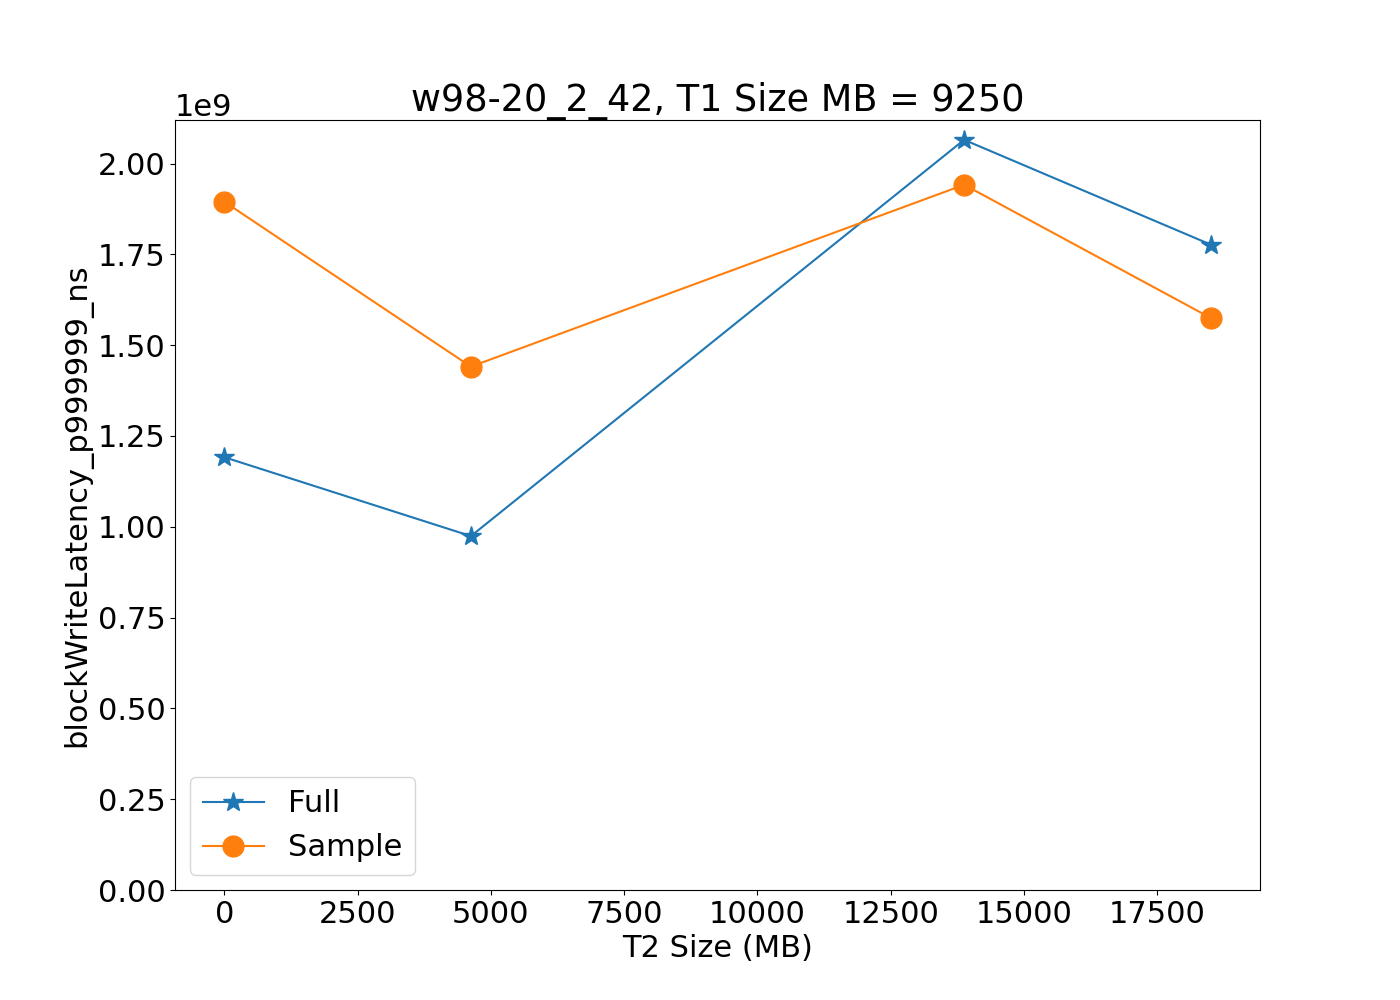 w98-20_2_42, T1 Size MB = 9250
1e9
2.00
1.75
1.50
1.25
1.00
0.75
0.50
0.25
0.00
blockWriteLatency_p999999_ns
Full
Sample
0 2500 5000 7500 10000 12500 15000 17500
T2 Size (MB)